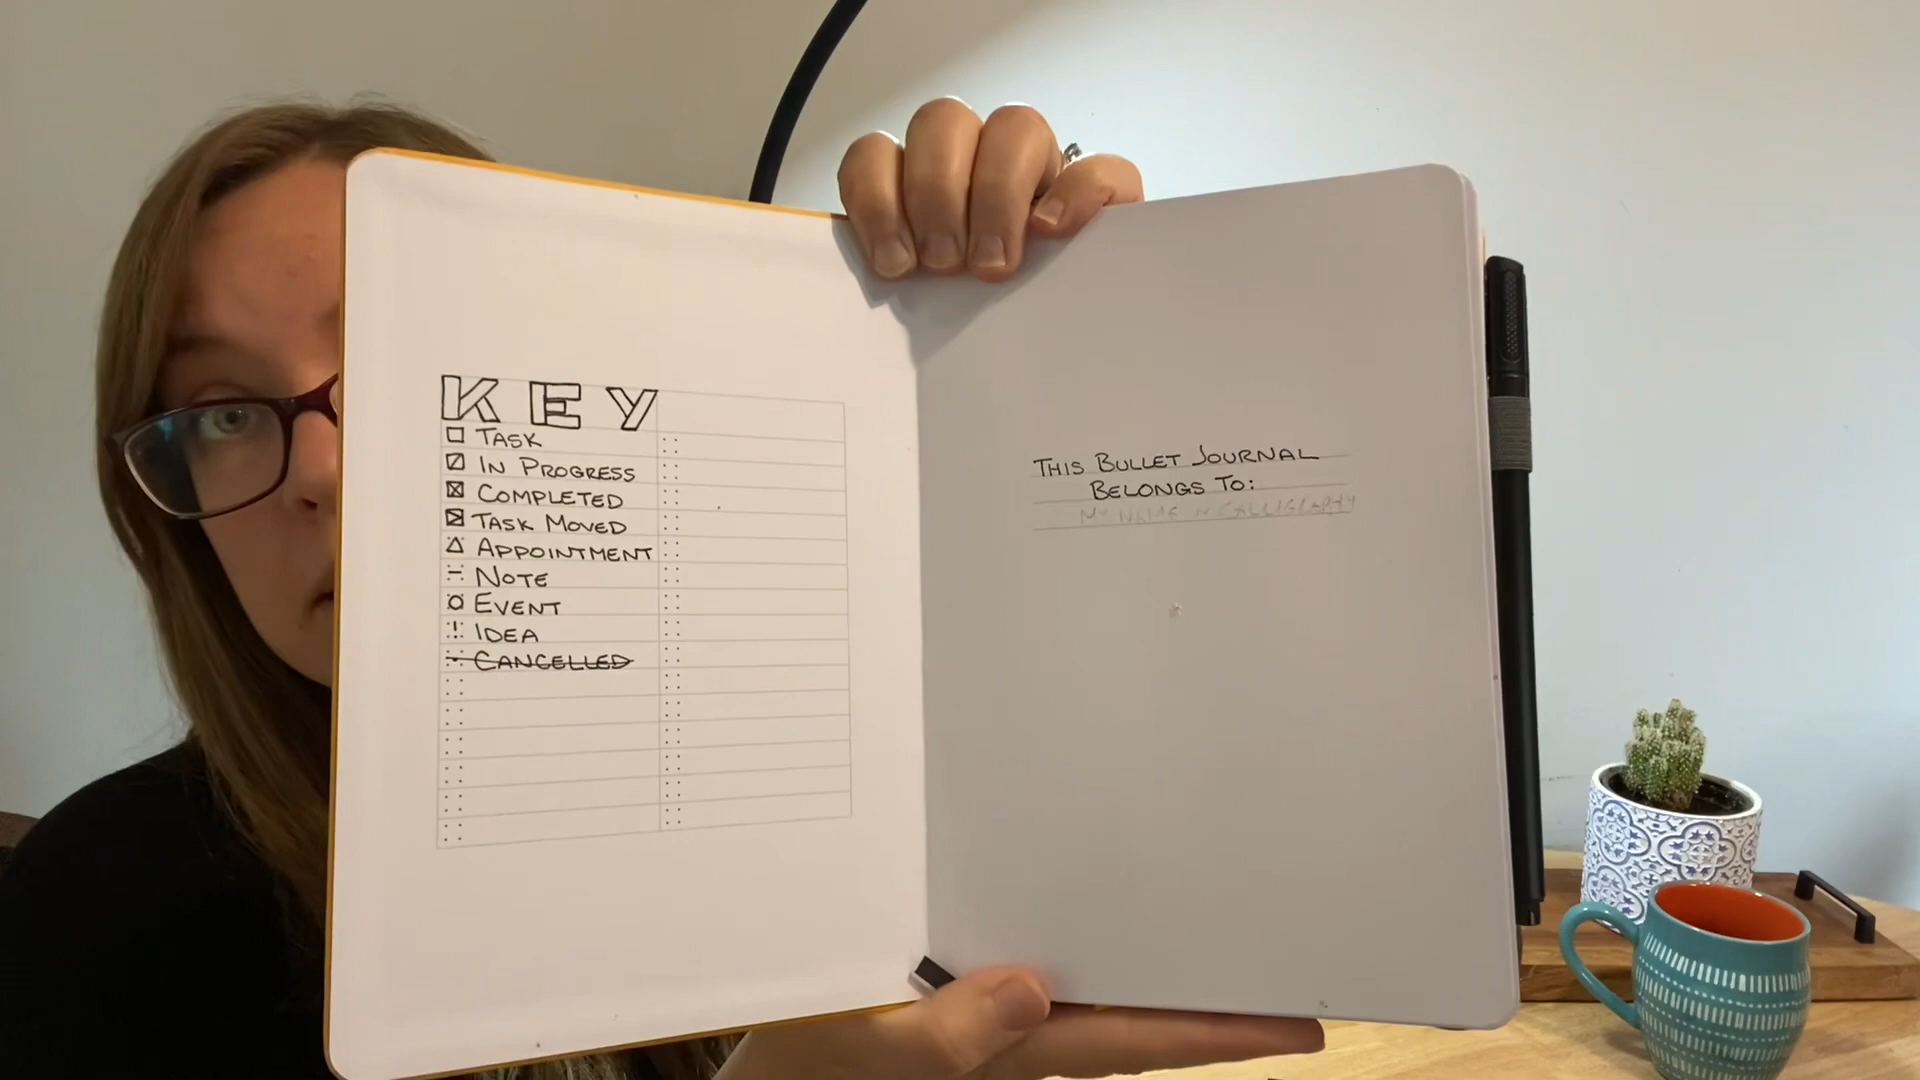 KEY
TASK
IN PROGRESS
COMPLETED
TASK MOVED
APPOINTMENT
NOTE
EVENT
! IDEA
CANCELLED
THIS BULLET JOURNAL
BELONGS TO:
MY NAME IN CALLIGRAPHY